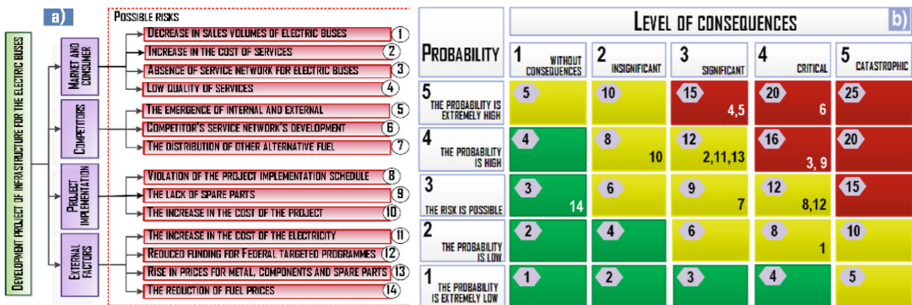 a)
POSSIBLE RISKS
DEVELOPMENT PROJECT OF INFRASTRUCTURE FOR THE ELECTRIC BUSES
MARKET AND
CONSUMER
DECREASE IN SALES VOLUMES OF ELECTRIC BUSES 1
INCREASE IN THE COST OF SERVICES 2
ABSENCE OF SERVICE NETWORK FOR ELECTRIC BUSES 3
LOW QUALITY OF SERVICES 4
COMPETITORS
THE EMERGENCE OF INTERNAL AND EXTERNAL 5
COMPETITOR'S SERVICE NETWORK'S DEVELOPMENT 6
THE DISTRIBUTION OF OTHER ALTERNATIVE FUEL 7
PROJECT
IMPLEMENTATION
VIOLATION OF THE PROJECT IMPLEMENTATION SCHEDULE 8
THE LACK OF SPARE PARTS 9
THE INCREASE IN THE COST OF THE PROJECT 10
EXTERNAL
FACTORS
THE INCREASE IN THE COST OF THE ELECTRICITY 11
REDUCED FUNDING FOR FEDERAL TARGETED PROGRAMMES 12
RISE IN PRICES FOR METAL, COMPONENTS AND SPARE PARTS 13
THE REDUCTION OF FUEL PRICES 14
b)
LEVEL OF CONSEQUENCES
PROBABILITY
1 WITHOUT
CONSEQUENCES
2 INSIGNIFICANT
3 SIGNIFICANT
4 CRITICAL
5 CATASTROPHIC
5 THE PROBABILITY IS
EXTREMELY HIGH
5 10 15 20 25
4,5 6
4 THE PROBABILITY
IS HIGH
4 8 12 16 20
10 2,11,13 3, 9
3
THE RISK IS POSSIBLE
3 6 9 12 15
14 7 8,12
2 THE PROBABILITY
IS LOW
2 4 6 8 10
1
1 THE PROBABILITY
IS EXTREMELY LOW
1 2 3 4 5